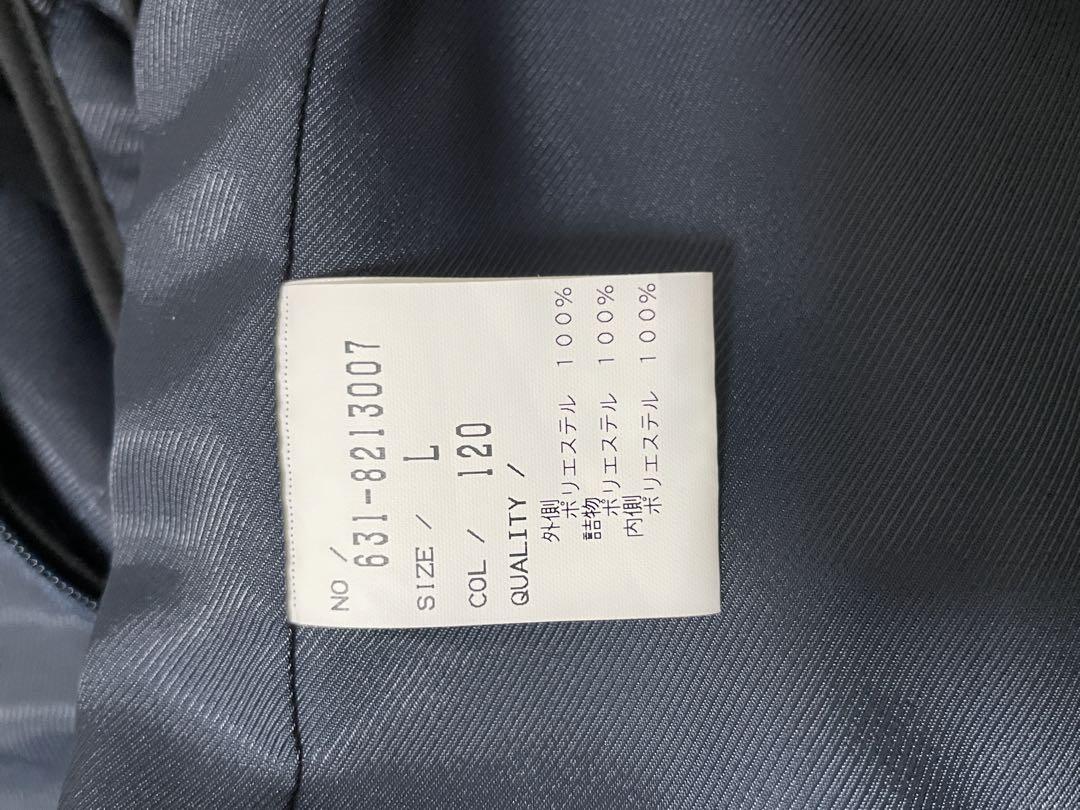 NO /
631-8213007
SIZE / L
COL / 120
QUALITY /
外側
ポリエステル 100%
詰物
ポリエステル 100%
内側
ポリエステル 100%